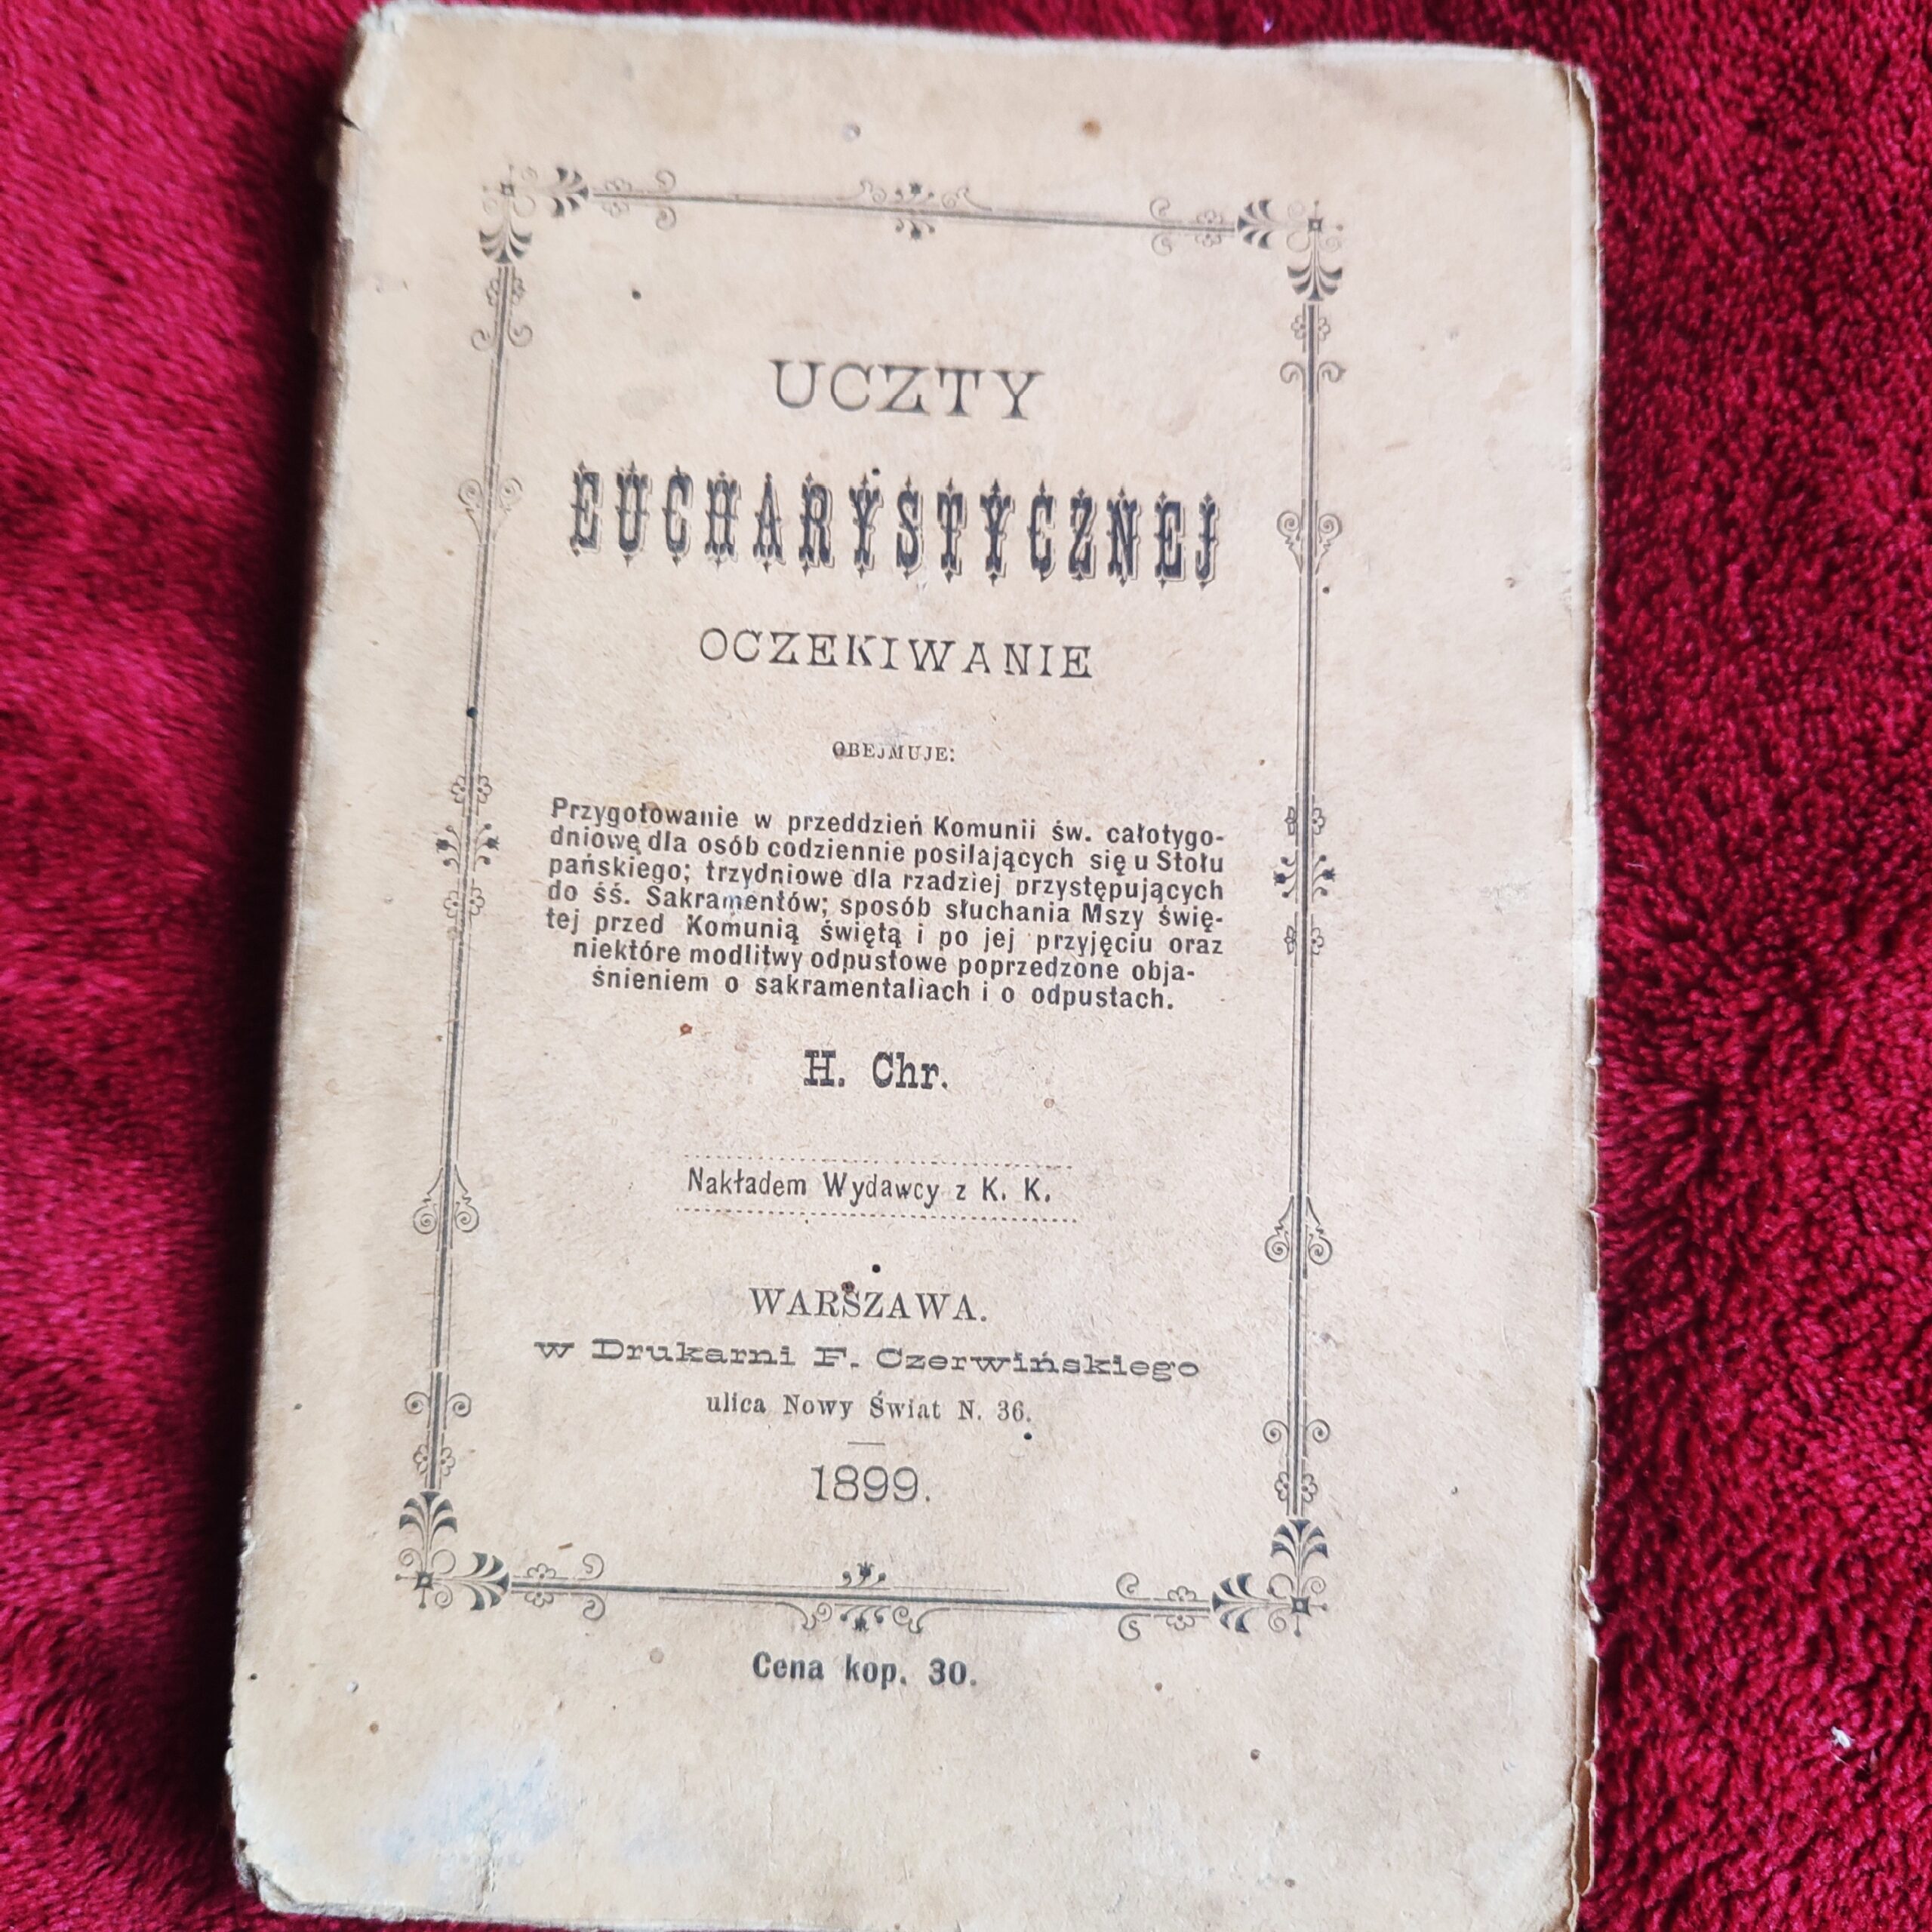 UCZTY
EUCHARYSTYCZNEJ
OCZEKIWANIE
OBEJMUJE:
Przygotowanie w przeddzień Komunii św. całotygo-
dniowe dla osób codziennie posilających się u Stołu
pańskiego; trzydniowe dla rzadziej przystępujących
do śś. Sakramentów; sposób słuchania Mszy świę-
tej przed Komunią świętą i po jej przyjęciu oraz
niektóre modlitwy odpustowe poprzedzone obja-
śnieniem o sakramentaliach i o odpustach.
H. Chr.
Nakładem Wydawcy z K. K.
WARSZAWA.
w Drukarni F. Czerwińskiego
ulica Nowy Świat N. 36.
1899.
Cena kop. 30.